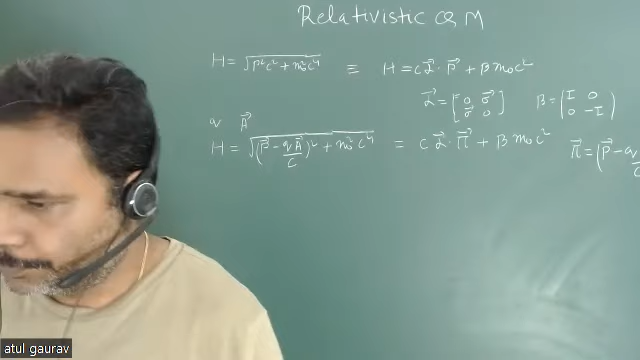 Relativistic QM
H = √(p²c² + m₀²c⁴) ≡ H = c α⃗ · p⃗ + β m₀c²
α⃗ = [0 σ⃗ σ⃗ 0] β = (I 0 0 -I)
q A⃗
H = √((p⃗ - qA⃗/c)² + m₀²c⁴) = c α⃗ · Π⃗ + β m₀c²
Π⃗ = (p⃗ - q/c
atul gaurav